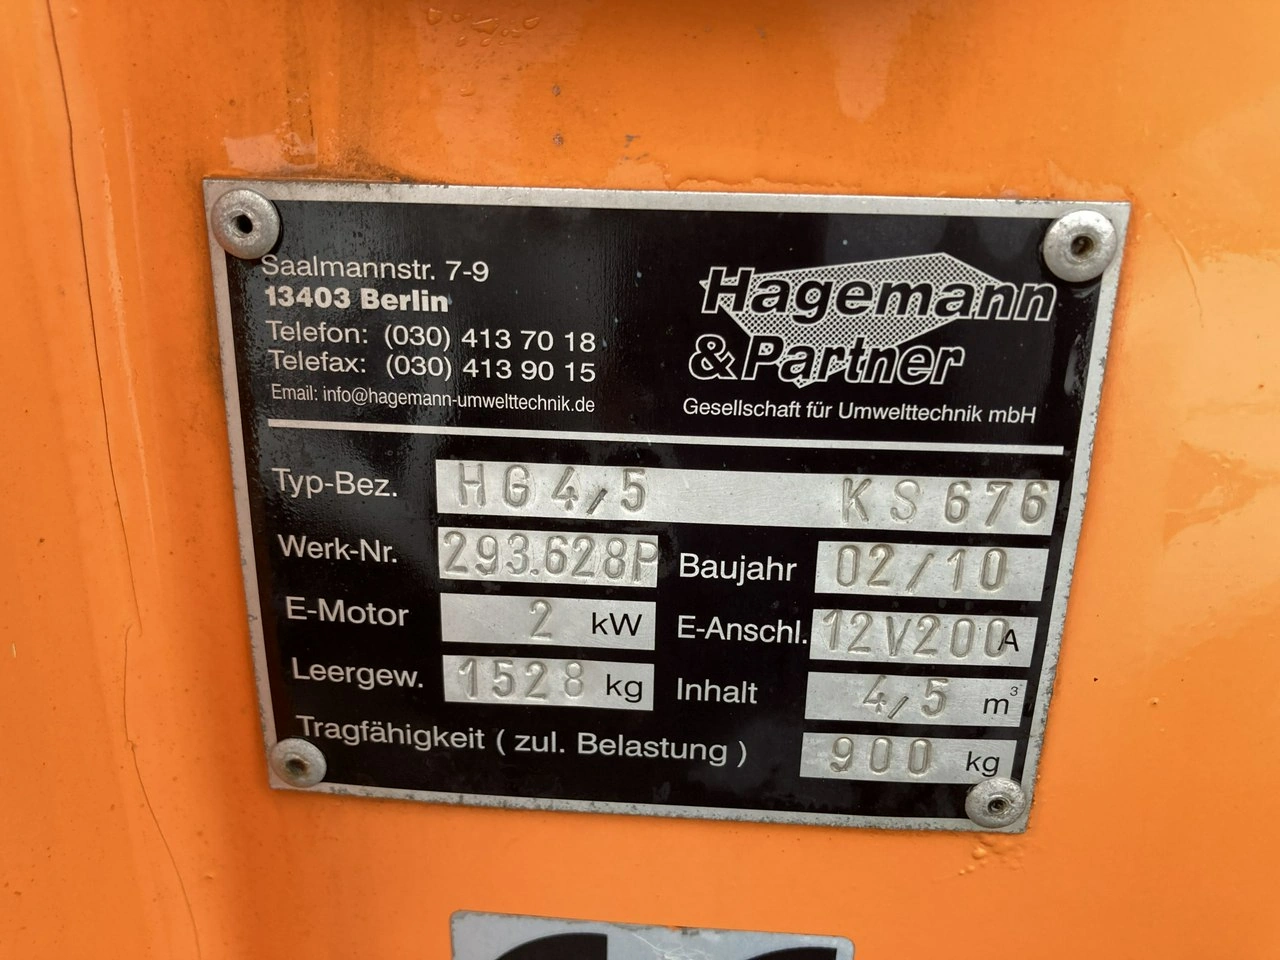 Saalmannstr. 7-9
13403 Berlin
Telefon: (030) 413 70 18
Telefax: (030) 413 90 15
Email: info@hagemann-umwelttechnik.de
Hagemann
& Partner
Gesellschaft für Umwelttechnik mbH
Typ-Bez. HG 4,5 KS 676
Werk-Nr. 293.628P Baujahr 02/10
E-Motor 2 kW E-Anschl. 12V200A
Leergew. 1528 kg Inhalt 4,5 m³
Tragfähigkeit ( zul. Belastung ) 900 kg